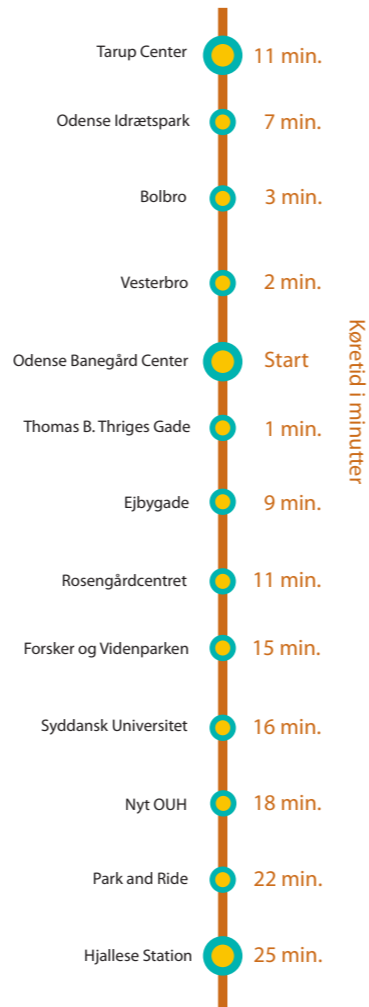 Tarup Center 11 min.
Odense Idrætspark 7 min.
Bolbro 3 min.
Vesterbro 2 min.
Odense Banegård Center Start
Thomas B. Thriges Gade 1 min.
Ejbygade 9 min.
Rosengårdcentret 11 min.
Forsker og Videnparken 15 min.
Syddansk Universitet 16 min.
Nyt OUH 18 min.
Park and Ride 22 min.
Hjallese Station 25 min.
Køretid i minutter